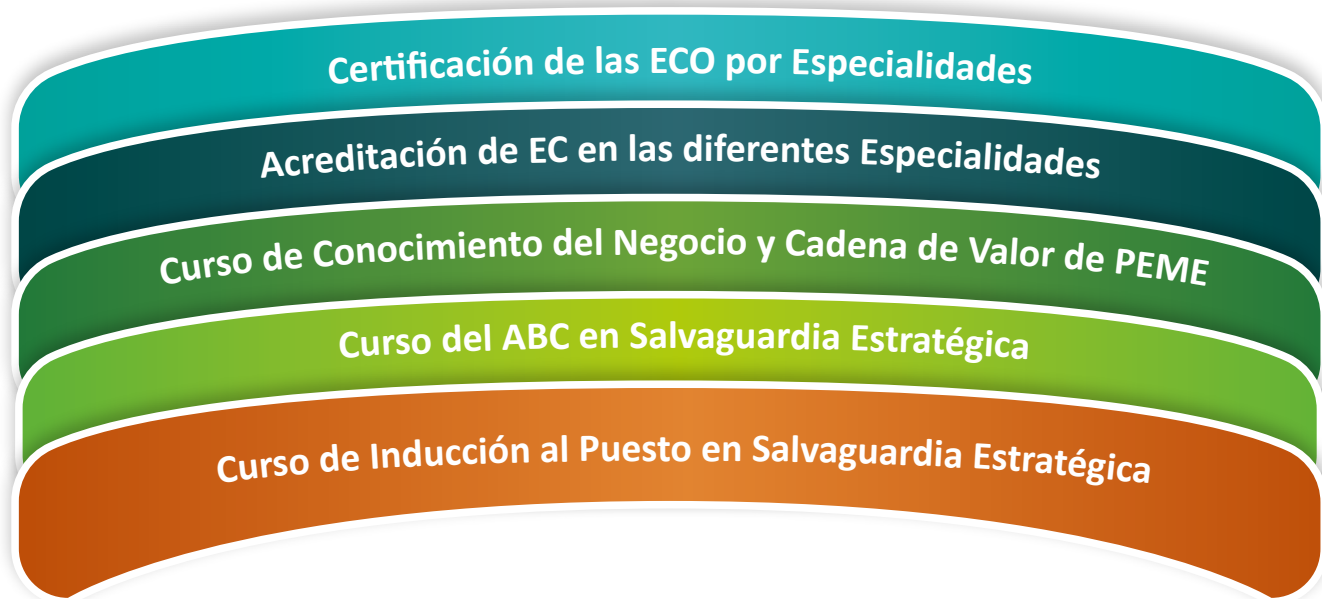 Certificación de las ECO por Especialidades
Acreditación de EC en las diferentes Especialidades
Curso de Conocimiento del Negocio y Cadena de Valor de PEME
Curso del ABC en Salvaguardia Estratégica
Curso de Inducción al Puesto en Salvaguardia Estratégica